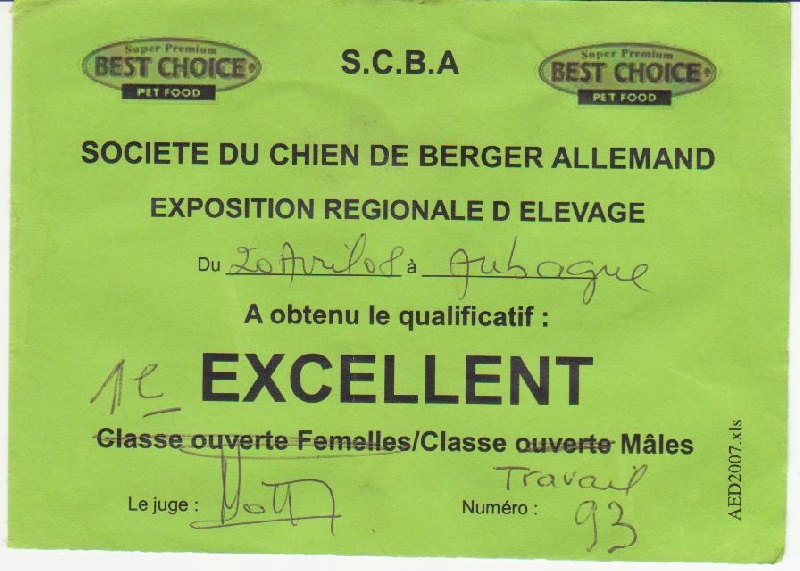 Super Premium
BEST CHOICE
PET FOOD
S.C.B.A
Super Premium
BEST CHOICE
PET FOOD
SOCIETE DU CHIEN DE BERGER ALLEMAND
EXPOSITION REGIONALE D ELEVAGE
Du 20 Avril 08 à Aubagne
A obtenu le qualificatif :
1e EXCELLENT
Classe ouverte Femelles/Classe ouverte Mâles
Travail
Le juge :
Numéro : 93
AED2007.xls